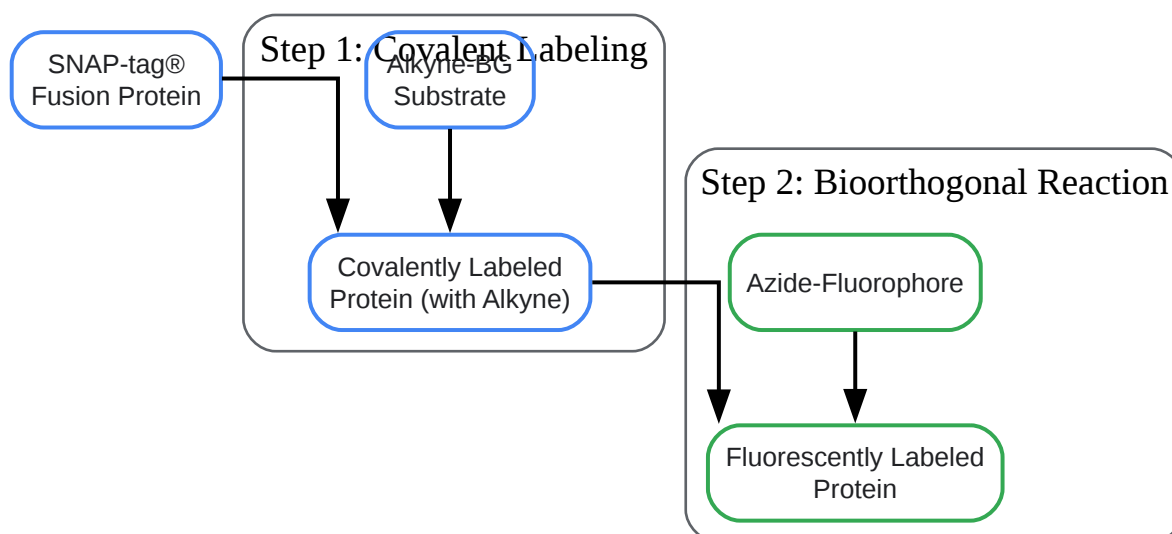 Step 1: Covalent Labeling
SNAP-tag®
Fusion Protein
Alkyne-BG
Substrate
Covalently Labeled
Protein (with Alkyne)
Step 2: Bioorthogonal Reaction
Azide-Fluorophore
Fluorescently Labeled
Protein